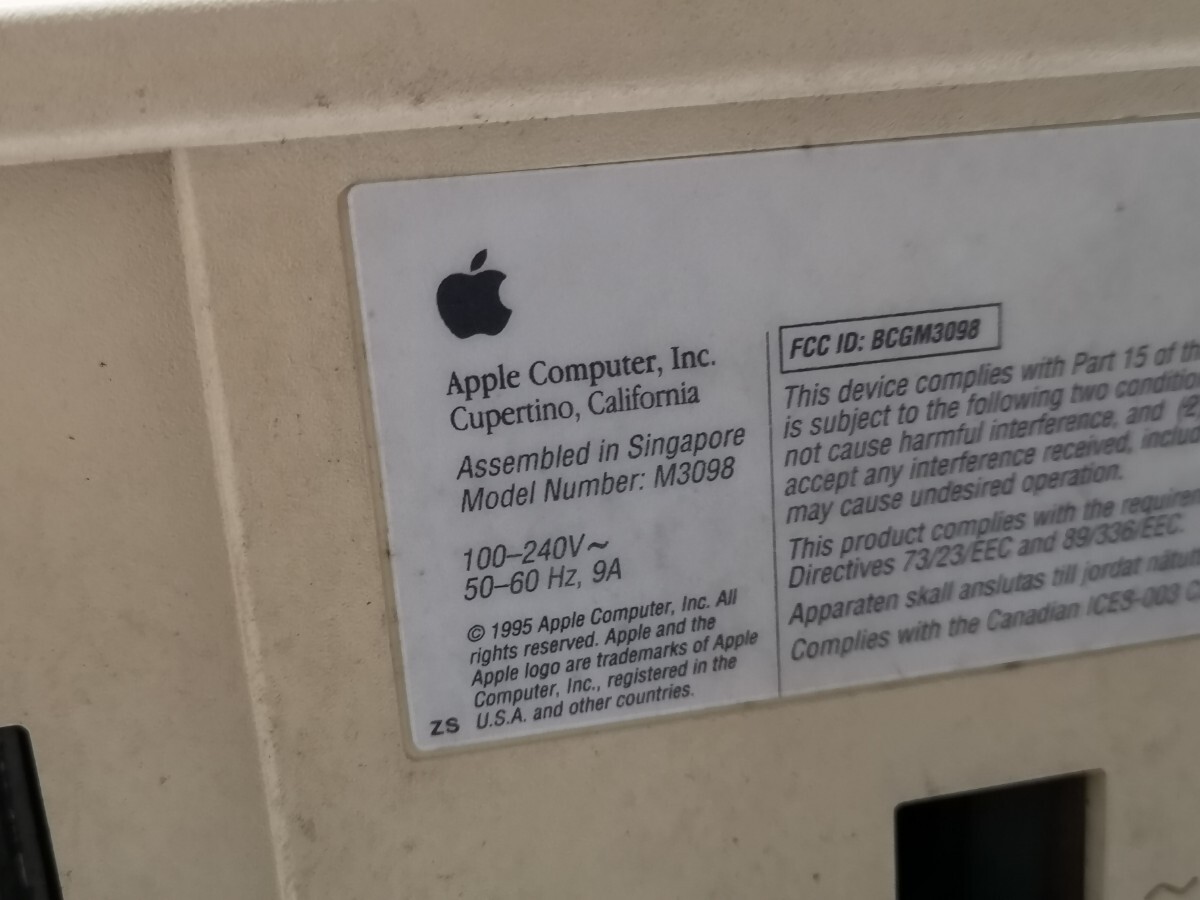 Apple Computer, Inc.
Cupertino, California
Assembled in Singapore
Model Number: M3098
100–240V~
50–60 Hz, 9A
© 1995 Apple Computer, Inc. All
rights reserved. Apple and the
Apple logo are trademarks of Apple
Computer, Inc., registered in the
U.S.A. and other countries.
ZS
FCC ID: BCGM3098
This device complies with Part 15 of
is subject to the following two
not cause harmful interference, and (2
accept any interference received,
may cause undesired operation.
This product complies with the
Directives 73/23/EEC and 89/336/EEC.
Apparaten skall anslutas till jordat
Complies with the Canadian ICES-003